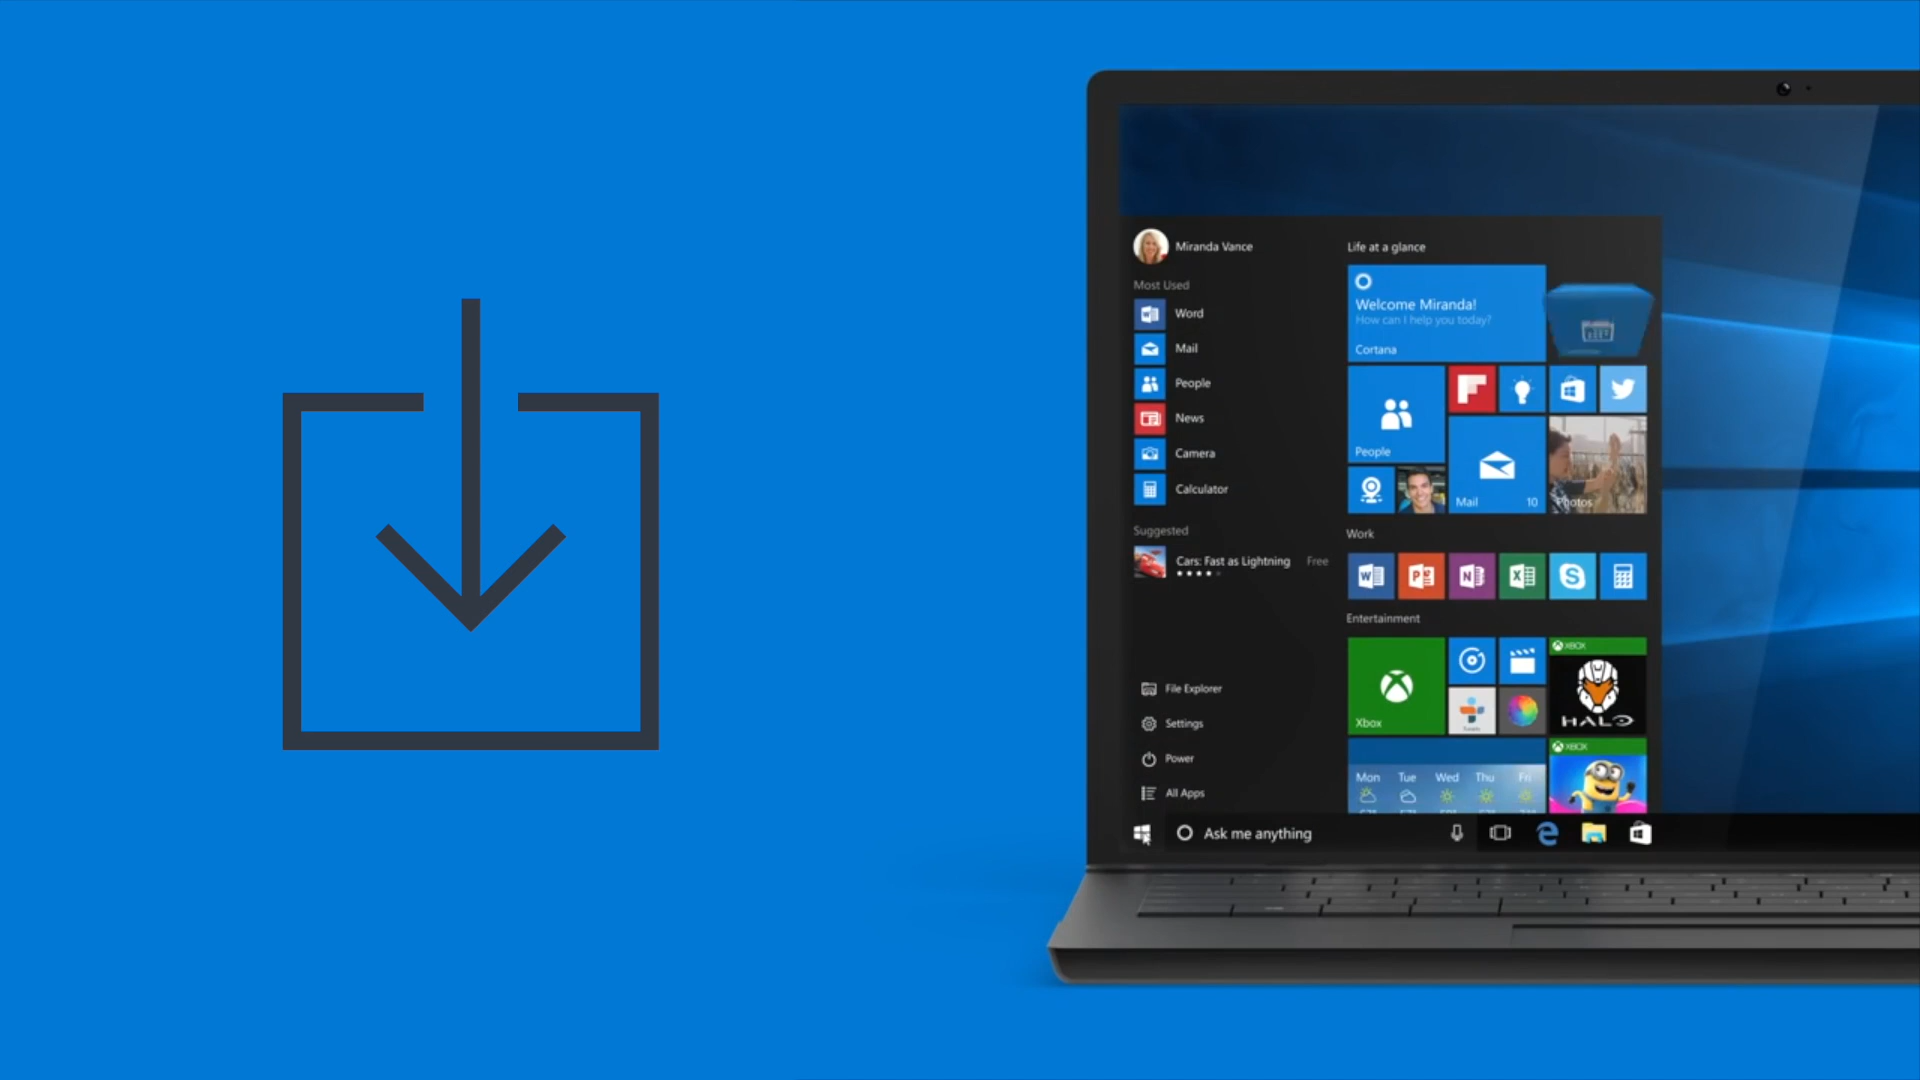 Miranda Vance
Most Used
Word
Mail
People
News
Camera
Calculator
Suggested
Cars: Fast as Lightning Free
File Explorer
Settings
Power
All Apps
Life at a glance
Welcome Miranda!
How can I help you today?
Cortana
People
Mail 10
Photos
Work
Entertainment
Xbox
XBOX
HALO
XBOX
Mon Tue Wed Thu Fri
Ask me anything